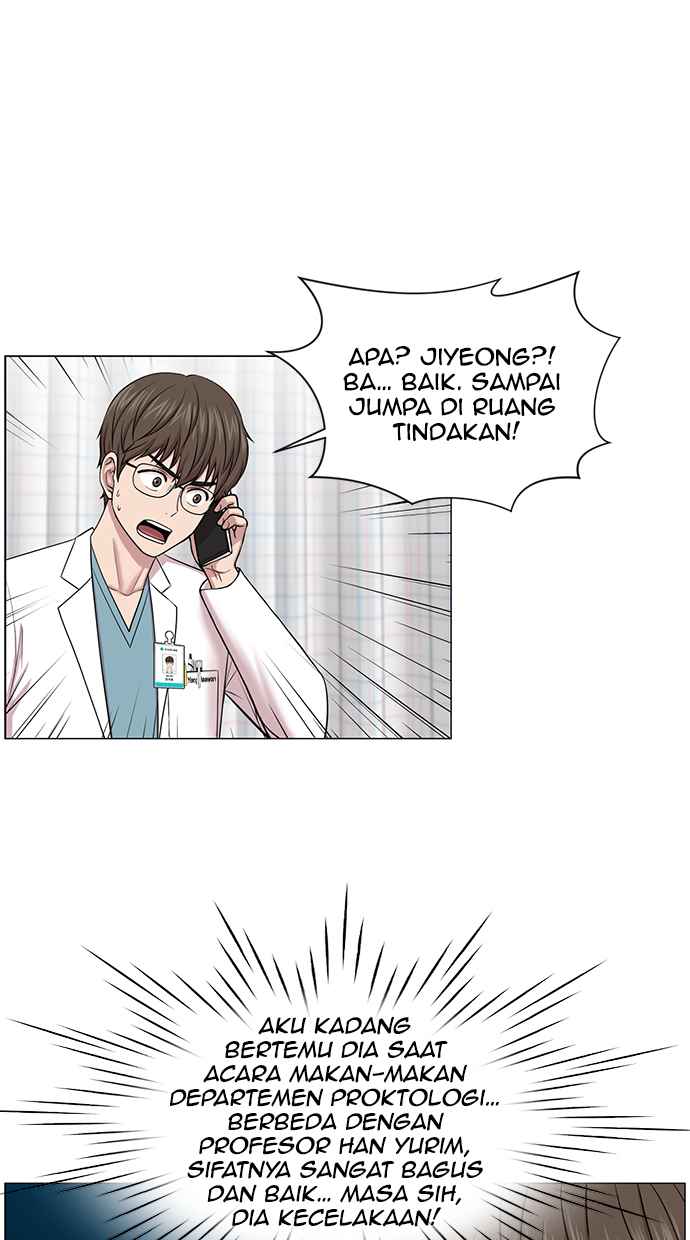 APA? JIYEONG?!
BA... BAIK. SAMPAI
JUMPA DI RUANG
TINDAKAN!
AKU KADANG
BERTEMU DIA SAAT
ACARA MAKAN-MAKAN
DEPARTEMEN PROKTOLOGI...
BERBEDA DENGAN
PROFESOR HAN YURIM,
SIFATNYA SANGAT BAGUS
DAN BAIK... MASA SIH,
DIA KECELAKAAN!